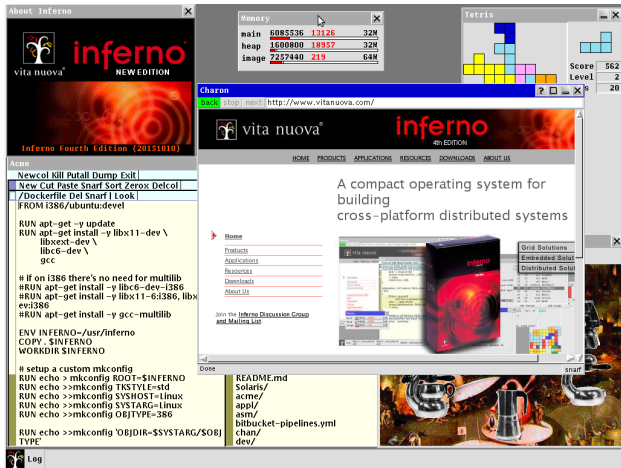 About Inferno
vita nuova®
inferno
NEW EDITION
Inferno Fourth Edition (20151010)
Memory
main 6085536 13126 32M
heap 1600800 18957 32M
image 7257440 219 64M
Tetris
Score 562
Level 2
20
Charon
back stop next http://www.vitanuova.com/
vita nuova®
inferno
4th EDITION
HOME PRODUCTS APPLICATIONS RESOURCES DOWNLOADS ABOUT US
A compact operating system for
building
cross-platform distributed systems
Home
Products
Applications
Resources
Downloads
About Us
Join the Inferno Discussion Group
and Mailing List
inferno
Grid Solutions
Embedded Solut
Distributed Solut
Done
snarf
Acme
Newcol Kill Putall Dump Exit
New Cut Paste Snarf Sort Zerox Delcol
/Dockerfile Del Snarf | Look
FROM i386/ubuntu:devel
RUN apt-get -y update
RUN apt-get install -y libx11-dev \
libxext-dev \
libc6-dev \
gcc
# if on i386 there's no need for multilib
#RUN apt-get install -y libc6-dev-i386
#RUN apt-get install -y libx11-6:i386, libx
ev:i386
#RUN apt-get install -y gcc-multilib
ENV INFERNO=/usr/inferno
COPY . $INFERNO
WORKDIR $INFERNO
# setup a custom mkconfig
RUN echo > mkconfig ROOT=$INFERNO
RUN echo >>mkconfig TKSTYLE=std
RUN echo >>mkconfig SYSHOST=Linux
RUN echo >>mkconfig SYSTARG=Linux
RUN echo >>mkconfig OBJTYPE=386
RUN echo >>mkconfig 'OBJDIR=$SYSTARG/$OBJ
TYPE'
README.md
Solaris/
acme/
appl/
asm/
bitbucket-pipelines.yml
chan/
dev/
Log